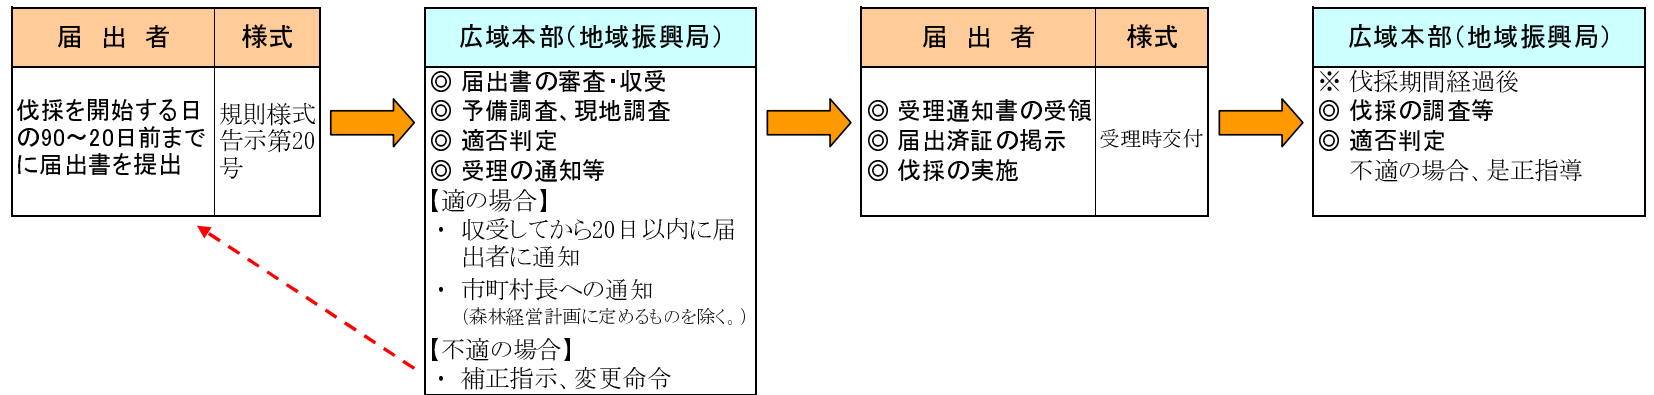 届 出 者
様式
伐採を開始する日
の90～20日前まで
に届出書を提出
規則様式
告示第20
号
広域本部(地域振興局)
◎ 届出書の審査・収受
◎ 予備調査、現地調査
◎ 適否判定
◎ 受理の通知等
【適の場合】
・ 収受してから20日以内に届
出者に通知
・ 市町村長への通知
(森林経営計画に定めるものを除く。)
【不適の場合】
・ 補正指示、変更命令
届 出 者
様式
◎ 受理通知書の受領
◎ 届出済証の掲示
◎ 伐採の実施
受理時交付
広域本部(地域振興局)
※ 伐採期間経過後
◎ 伐採の調査等
◎ 適否判定
不適の場合、是正指導